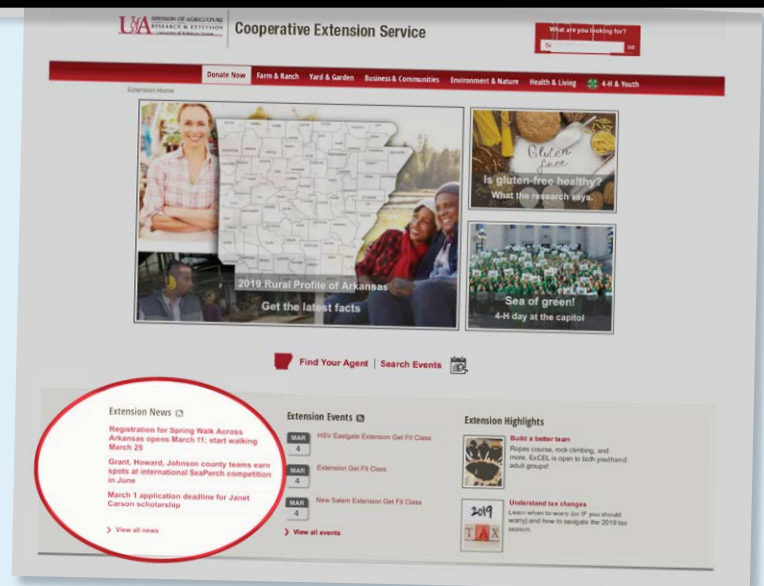 U of A
DIVISION OF AGRICULTURE
RESEARCH & EXTENSION
University of Arkansas System
Cooperative Extension Service
What are you looking for?
GO
Donate Now Farm & Ranch Yard & Garden Business & Communities Environment & Nature Health & Living 4-H & Youth
Extension Home
2019 Rural Profile of Arkansas
Get the latest facts
Gluten
free
Is gluten-free healthy?
What the research says.
Sea of green!
4-H day at the capitol
Find Your Agent | Search Events
Extension News
Registration for Spring Walk Across
Arkansas opens March 11; start walking
March 25
Grant, Howard, Johnson county teams earn
spots at international SeaPerch competition
in June
March 1 application deadline for Janet
Carson scholarship
❯ View all news
Extension Events
MAR
4
HSV Eastgate Extension Get Fit Class
MAR
4
Extension Get Fit Class
MAR
4
New Salem Extension Get Fit Class
❯ View all events
Extension Highlights
Build a better team
Ropes course, rock climbing, and
more. ExCEL is open to both youth and
adult groups!
2019
TAX
Understand tax changes
Learn when to worry (or IF you should
worry) and how to navigate the 2019 tax
season.